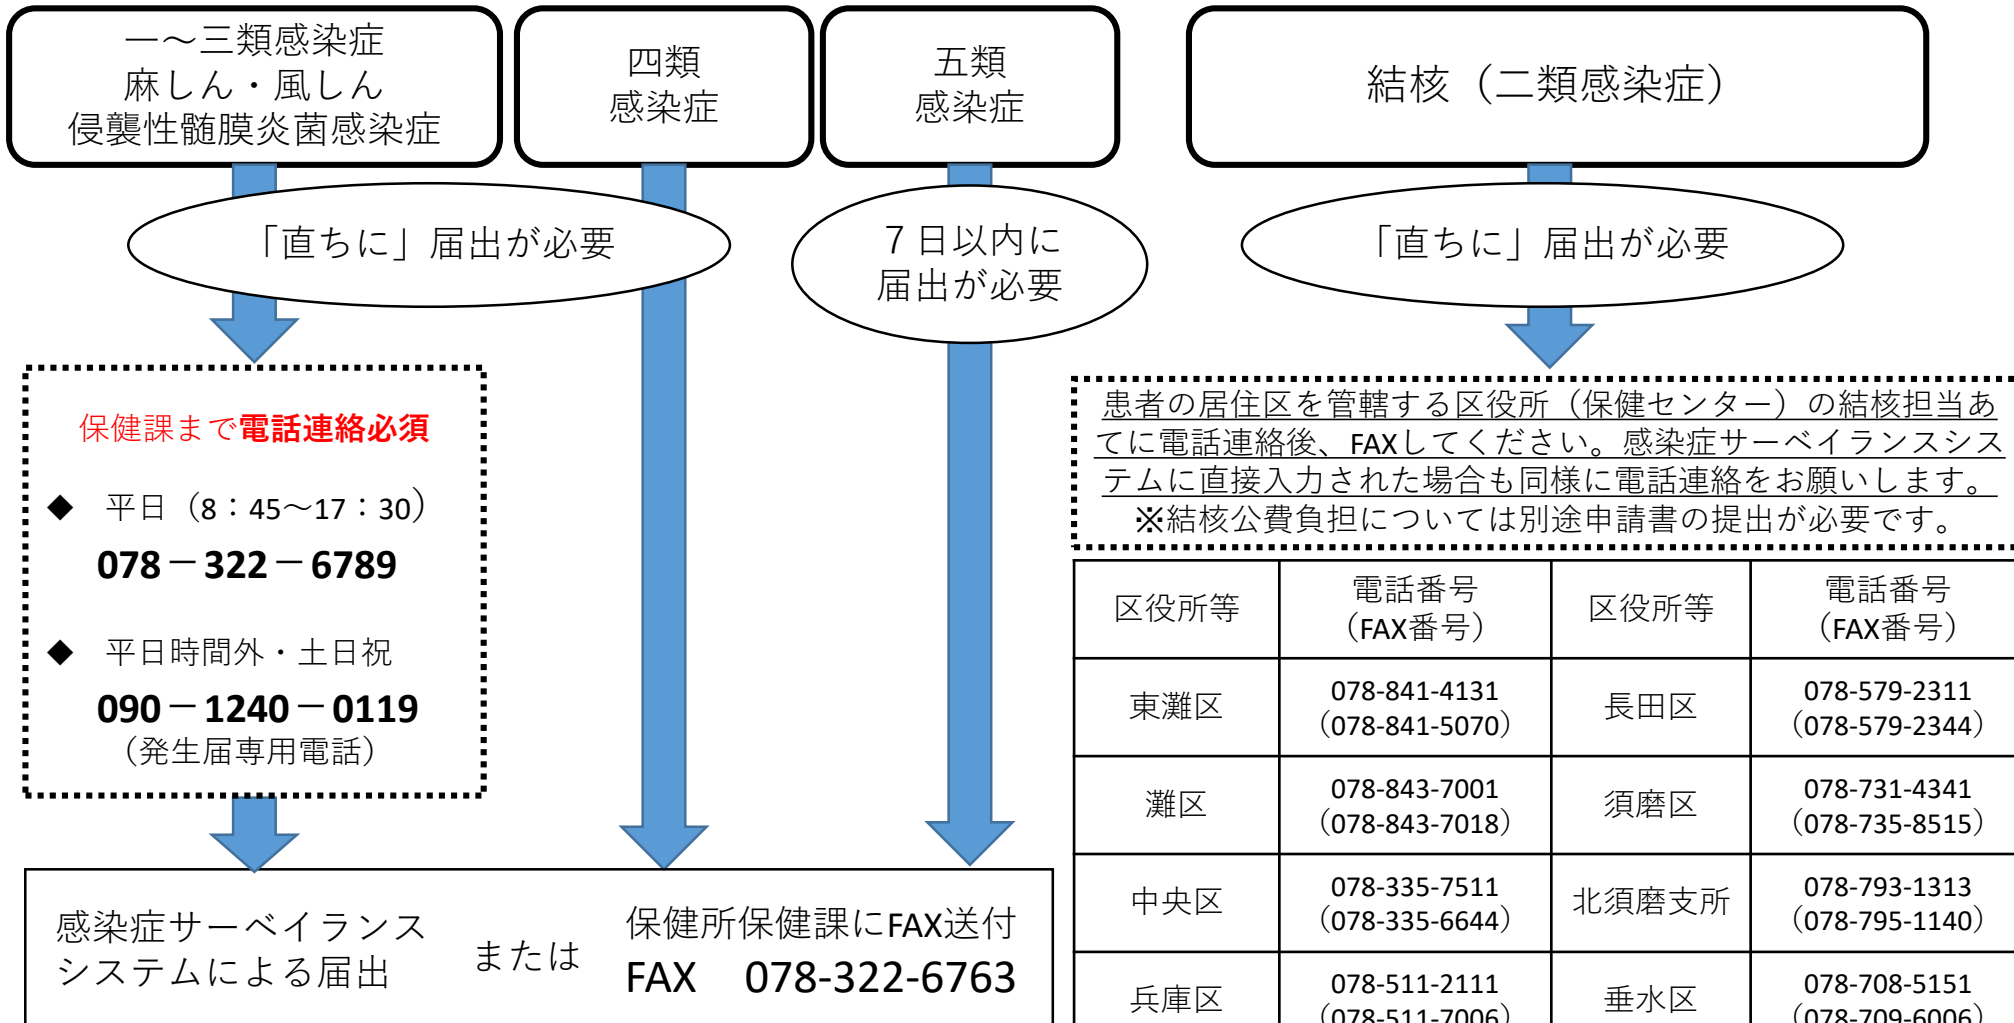 一～三類感染症
麻しん・風しん
侵襲性髄膜炎菌感染症
四類
感染症
五類
感染症
結核（二類感染症）
「直ちに」届出が必要
７日以内に
届出が必要
「直ちに」届出が必要
保健課まで電話連絡必須
◆ 平日（8：45～17：30）
078－322－6789
◆ 平日時間外・土日祝
090－1240－0119
（発生届専用電話）
感染症サーベイランス
システムによる届出
または
保健所保健課にFAX送付
FAX　078-322-6763
患者の居住区を管轄する区役所（保健センター）の結核担当あ
てに電話連絡後、FAXしてください。感染症サーベイランスシス
テムに直接入力された場合も同様に電話連絡をお願いします。
※結核公費負担については別途申請書の提出が必要です。
区役所等 電話番号 区役所等 電話番号
（FAX番号） （FAX番号）
東灘区 078-841-4131 長田区 078-579-2311
（078-841-5070） （078-579-2344）
灘区 078-843-7001 須磨区 078-731-4341
（078-843-7018） （078-735-8515）
中央区 078-335-7511 北須磨支所 078-793-1313
（078-335-6644） （078-795-1140）
兵庫区 078-511-2111 垂水区 078-708-5151
（078-511-7006） （078-709-6006）